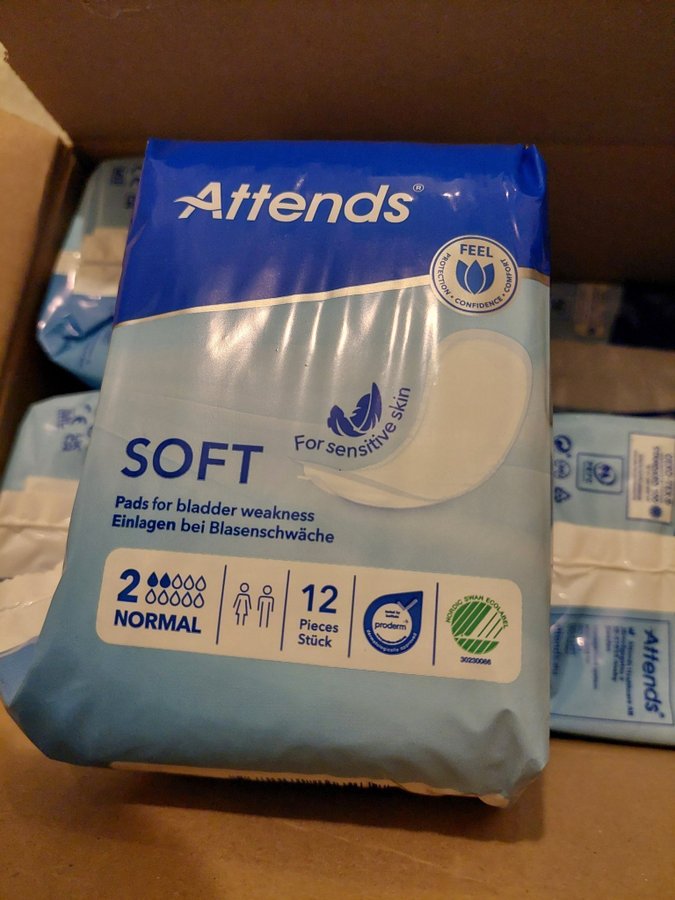 Attends®
FEEL
PROTECTION • CONFIDENCE • COMFORT
For sensitive skin
SOFT
Pads for bladder weakness
Einlagen bei Blasenschwäche
2
NORMAL
12
Pieces
Stück
proderm
NORDIC SWAN ECOLABEL
30230086
Attends®